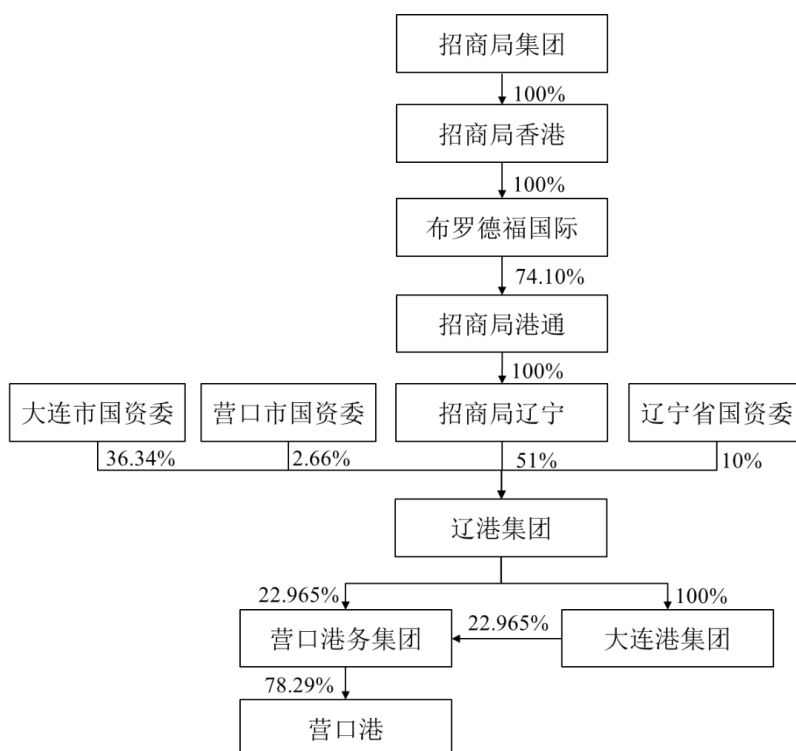 招商局集团
100%
招商局香港
100%
布罗德福国际
74.10%
招商局港通
100%
大连市国资委
营口市国资委
招商局辽宁
辽宁省国资委
36.34%
2.66%
51%
10%
辽港集团
22.965%
100%
营口港务集团
22.965%
大连港集团
78.29%
营口港